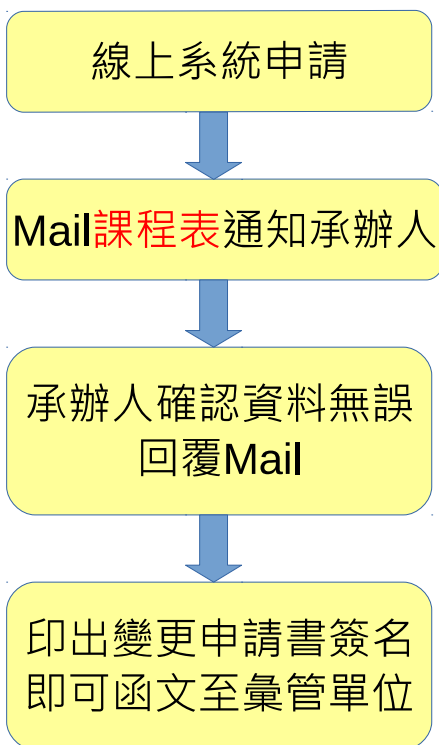 線上系統申請
Mail課程表通知承辦人
承辦人確認資料無誤
回覆Mail
印出變更申請書簽名
即可函文至彙管單位